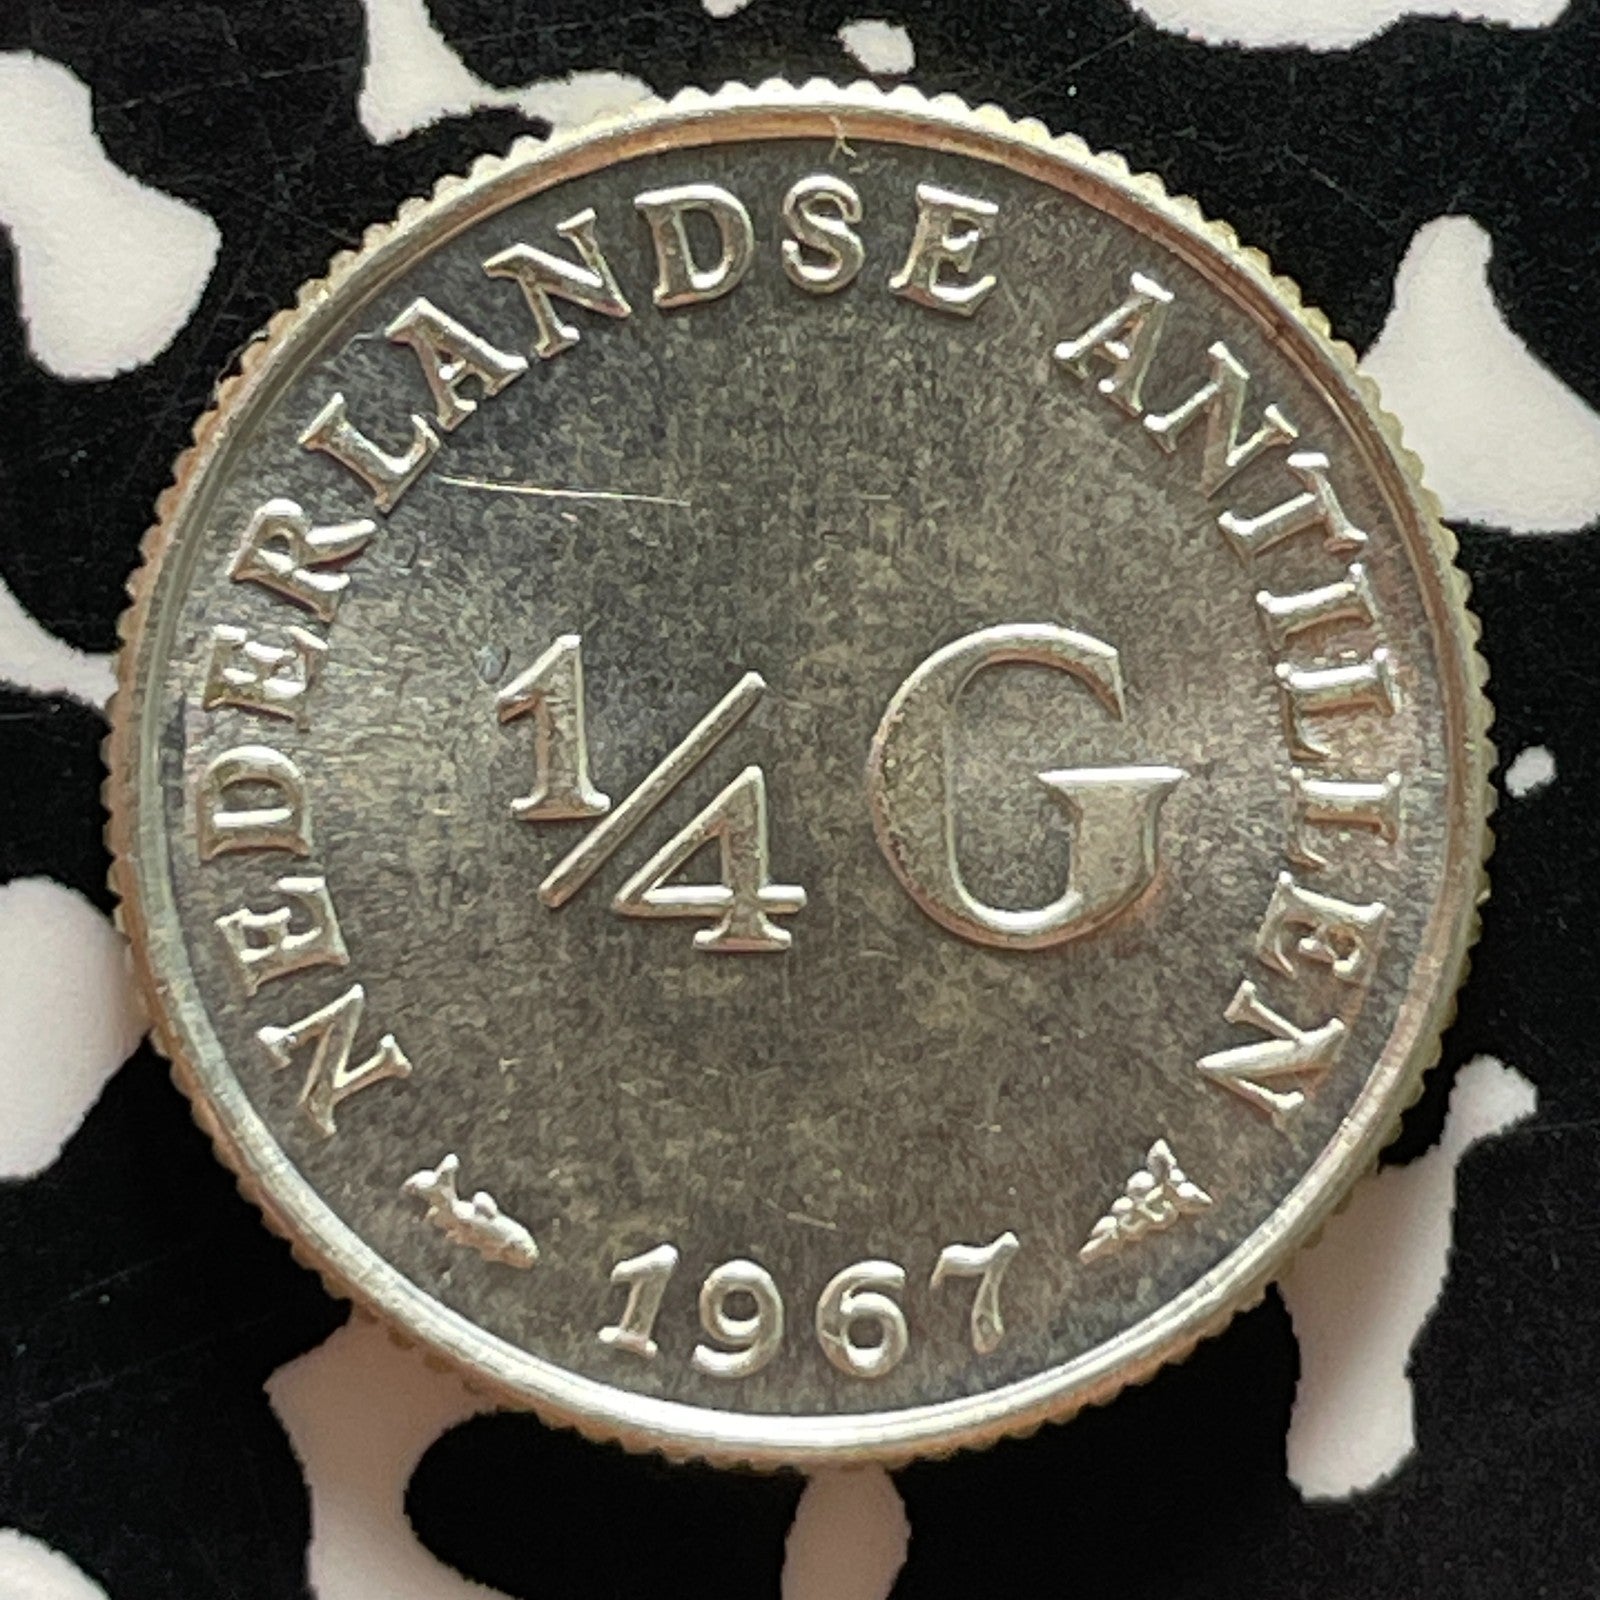 NEDERLANDSE ANTILLEN
1/4 G
1967